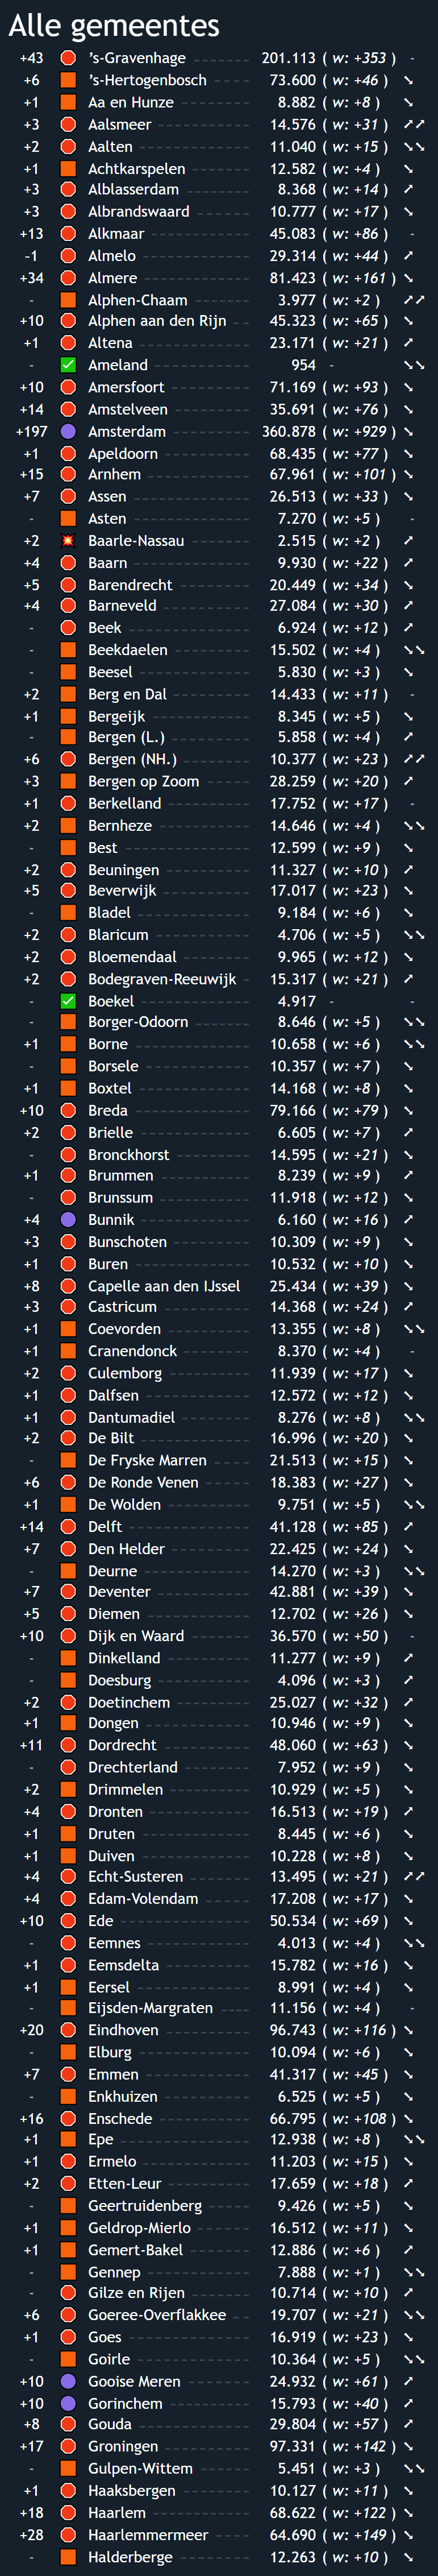 Alle gemeentes
+43 's-Gravenhage 201.113 ( w: +353 ) -
+6 's-Hertogenbosch 73.600 ( w: +46 ) ↘
+1 Aa en Hunze 8.882 ( w: +8 ) ↘
+3 Aalsmeer 14.576 ( w: +31 ) ↗↗
+2 Aalten 11.040 ( w: +15 ) ↘↘
+1 Achtkarspelen 12.582 ( w: +4 ) ↘
+3 Alblasserdam 8.368 ( w: +14 ) ↗
+3 Albrandswaard 10.777 ( w: +17 ) ↘
+13 Alkmaar 45.083 ( w: +86 ) -
-1 Almelo 29.314 ( w: +44 ) ↗
+34 Almere 81.423 ( w: +161 ) ↘
- Alphen-Chaam 3.977 ( w: +2 ) ↗↗
+10 Alphen aan den Rijn 45.323 ( w: +65 ) ↘
+1 Altena 23.171 ( w: +21 ) ↗
- Ameland 954 - ↘↘
+10 Amersfoort 71.169 ( w: +93 ) ↘
+14 Amstelveen 35.691 ( w: +76 ) ↘
+197 Amsterdam 360.878 ( w: +929 ) ↘
+1 Apeldoorn 68.435 ( w: +77 ) ↘
+15 Arnhem 67.961 ( w: +101 ) ↘
+7 Assen 26.513 ( w: +33 ) ↘
- Asten 7.270 ( w: +5 ) -
+2 Baarle-Nassau 2.515 ( w: +2 ) ↗
+4 Baarn 9.930 ( w: +22 ) ↗
+5 Barendrecht 20.449 ( w: +34 ) ↘
+4 Barneveld 27.084 ( w: +30 ) ↗
- Beek 6.924 ( w: +12 ) ↗
- Beekdaelen 15.502 ( w: +4 ) ↘↘
- Beesel 5.830 ( w: +3 ) ↘
+2 Berg en Dal 14.433 ( w: +11 ) -
+1 Bergeijk 8.345 ( w: +5 ) ↘
- Bergen (L.) 5.858 ( w: +4 ) ↗
+6 Bergen (NH.) 10.377 ( w: +23 ) ↗↗
+3 Bergen op Zoom 28.259 ( w: +20 ) ↗
+1 Berkelland 17.752 ( w: +17 ) -
+2 Bernheze 14.646 ( w: +4 ) ↘↘
- Best 12.599 ( w: +9 ) ↘
+2 Beuningen 11.327 ( w: +10 ) ↗
+5 Beverwijk 17.017 ( w: +23 ) ↘
- Bladel 9.184 ( w: +6 ) ↘
+2 Blaricum 4.706 ( w: +5 ) ↘↘
+2 Bloemendaal 9.965 ( w: +12 ) ↘
+2 Bodegraven-Reeuwijk 15.317 ( w: +21 ) ↗
- Boekel 4.917 - -
- Borger-Odoorn 8.646 ( w: +5 ) ↘↘
+1 Borne 10.658 ( w: +6 ) ↘↘
- Borsele 10.357 ( w: +7 ) ↘
+1 Boxtel 14.168 ( w: +8 ) ↘
+10 Breda 79.166 ( w: +79 ) ↘
+2 Brielle 6.605 ( w: +7 ) ↗
- Bronckhorst 14.595 ( w: +21 ) ↘
+1 Brummen 8.239 ( w: +9 ) ↗
- Brunssum 11.918 ( w: +12 ) ↘
+4 Bunnik 6.160 ( w: +16 ) ↗
+3 Bunschoten 10.309 ( w: +9 ) ↘
+1 Buren 10.532 ( w: +10 ) ↘
+8 Capelle aan den IJssel 25.434 ( w: +39 ) ↘
+3 Castricum 14.368 ( w: +24 ) ↗
+1 Coevorden 13.355 ( w: +8 ) ↘↘
+1 Cranendonck 8.370 ( w: +4 ) -
+2 Culemborg 11.939 ( w: +17 ) ↘
+1 Dalfsen 12.572 ( w: +12 ) ↘
+1 Dantumadiel 8.276 ( w: +8 ) ↘↘
+2 De Bilt 16.996 ( w: +20 ) ↘
- De Fryske Marren 21.513 ( w: +15 ) ↘
+6 De Ronde Venen 18.383 ( w: +27 ) ↘
+1 De Wolden 9.751 ( w: +5 ) ↘↘
+14 Delft 41.128 ( w: +85 ) ↗
+7 Den Helder 22.425 ( w: +24 ) ↘
- Deurne 14.270 ( w: +3 ) ↘↘
+7 Deventer 42.881 ( w: +39 ) ↘
+5 Diemen 12.702 ( w: +26 ) ↘
+10 Dijk en Waard 36.570 ( w: +50 ) -
- Dinkelland 11.277 ( w: +9 ) ↗
- Doesburg 4.096 ( w: +3 ) ↗
+2 Doetinchem 25.027 ( w: +32 ) ↗
+1 Dongen 10.946 ( w: +9 ) ↘
+11 Dordrecht 48.060 ( w: +63 ) ↘
- Drechterland 7.952 ( w: +9 ) ↘
+2 Drimmelen 10.929 ( w: +5 ) ↘
+4 Dronten 16.513 ( w: +19 ) ↗
+1 Druten 8.445 ( w: +6 ) ↘
+1 Duiven 10.228 ( w: +8 ) ↘
+4 Echt-Susteren 13.495 ( w: +21 ) ↗↗
+4 Edam-Volendam 17.208 ( w: +17 ) ↘
+10 Ede 50.534 ( w: +69 ) ↘
- Eemnes 4.013 ( w: +4 ) ↘↘
+1 Eemsdelta 15.782 ( w: +16 ) ↘
+1 Eersel 8.991 ( w: +4 ) ↘
- Eijsden-Margraten 11.156 ( w: +4 ) -
+20 Eindhoven 96.743 ( w: +116 ) ↘
- Elburg 10.094 ( w: +6 ) ↘
+7 Emmen 41.317 ( w: +45 ) ↘
- Enkhuizen 6.525 ( w: +5 ) ↘
+16 Enschede 66.795 ( w: +108 ) ↘
+1 Epe 12.938 ( w: +8 ) ↘↘
+1 Ermelo 11.203 ( w: +15 ) ↘
+2 Etten-Leur 17.659 ( w: +18 ) ↗
- Geertruidenberg 9.426 ( w: +5 ) ↘
+1 Geldrop-Mierlo 16.512 ( w: +11 ) ↘
+1 Gemert-Bakel 12.886 ( w: +6 ) ↗
- Gennep 7.888 ( w: +1 ) ↘↘
- Gilze en Rijen 10.714 ( w: +10 ) ↗
+6 Goeree-Overflakkee 19.707 ( w: +21 ) ↘↘
+1 Goes 16.919 ( w: +23 ) ↘
- Goirle 10.364 ( w: +5 ) ↘↘
+10 Gooise Meren 24.932 ( w: +61 ) ↗
+10 Gorinchem 15.793 ( w: +40 ) ↗
+8 Gouda 29.804 ( w: +57 ) ↗
+17 Groningen 97.331 ( w: +142 ) ↘
- Gulpen-Wittem 5.451 ( w: +3 ) ↘↘
+1 Haaksbergen 10.127 ( w: +11 ) ↘
+18 Haarlem 68.622 ( w: +122 ) ↘
+28 Haarlemmermeer 64.690 ( w: +149 ) ↘
- Halderberge 12.263 ( w: +10 ) ↘